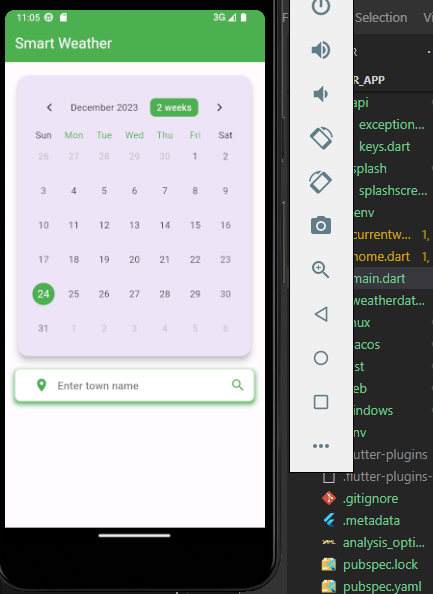 11:05
3G
Smart Weather
December 2023
2 weeks
Sun Mon Tue Wed Thu Fri Sat
26 27 28 29 30 1 2
3 4 5 6 7 8 9
10 11 12 13 14 15 16
17 18 19 20 21 22 23
24 25 26 27 28 29 30
31 1 2 3 4 5 6
Enter town name
Selection
R_APP
api
exception...
keys.dart
splash
splashscre...
env
currentw... 1,
home.dart 1,
main.dart
weatherdat...
nux
acos
st
eb
indows
nv
flutter-plugins
.flutter-plugins-
.gitignore
.metadata
analysis_opti...
pubspec.lock
pubspec.yaml